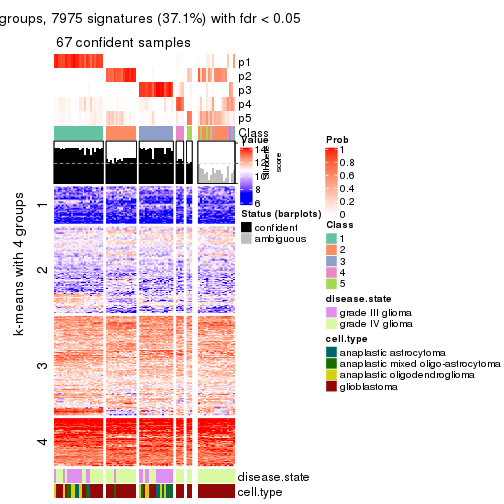 groups, 7975 signatures (37.1%) with fdr < 0.05
67 confident samples
p1
p2
p3
p4
p5
Class
Silhouette
score
1
2
3
4
k-means with 4 groups
Value
14
12
10
8
6
Status (barplots)
confident
ambiguous
Prob
1
0.8
0.6
0.4
0.2
0
Class
1
2
3
4
5
disease.state
grade III glioma
grade IV glioma
cell.type
anaplastic astrocytoma
anaplastic mixed oligo-astrocytoma
anaplastic oligodendroglioma
glioblastoma
disease.state
cell.type